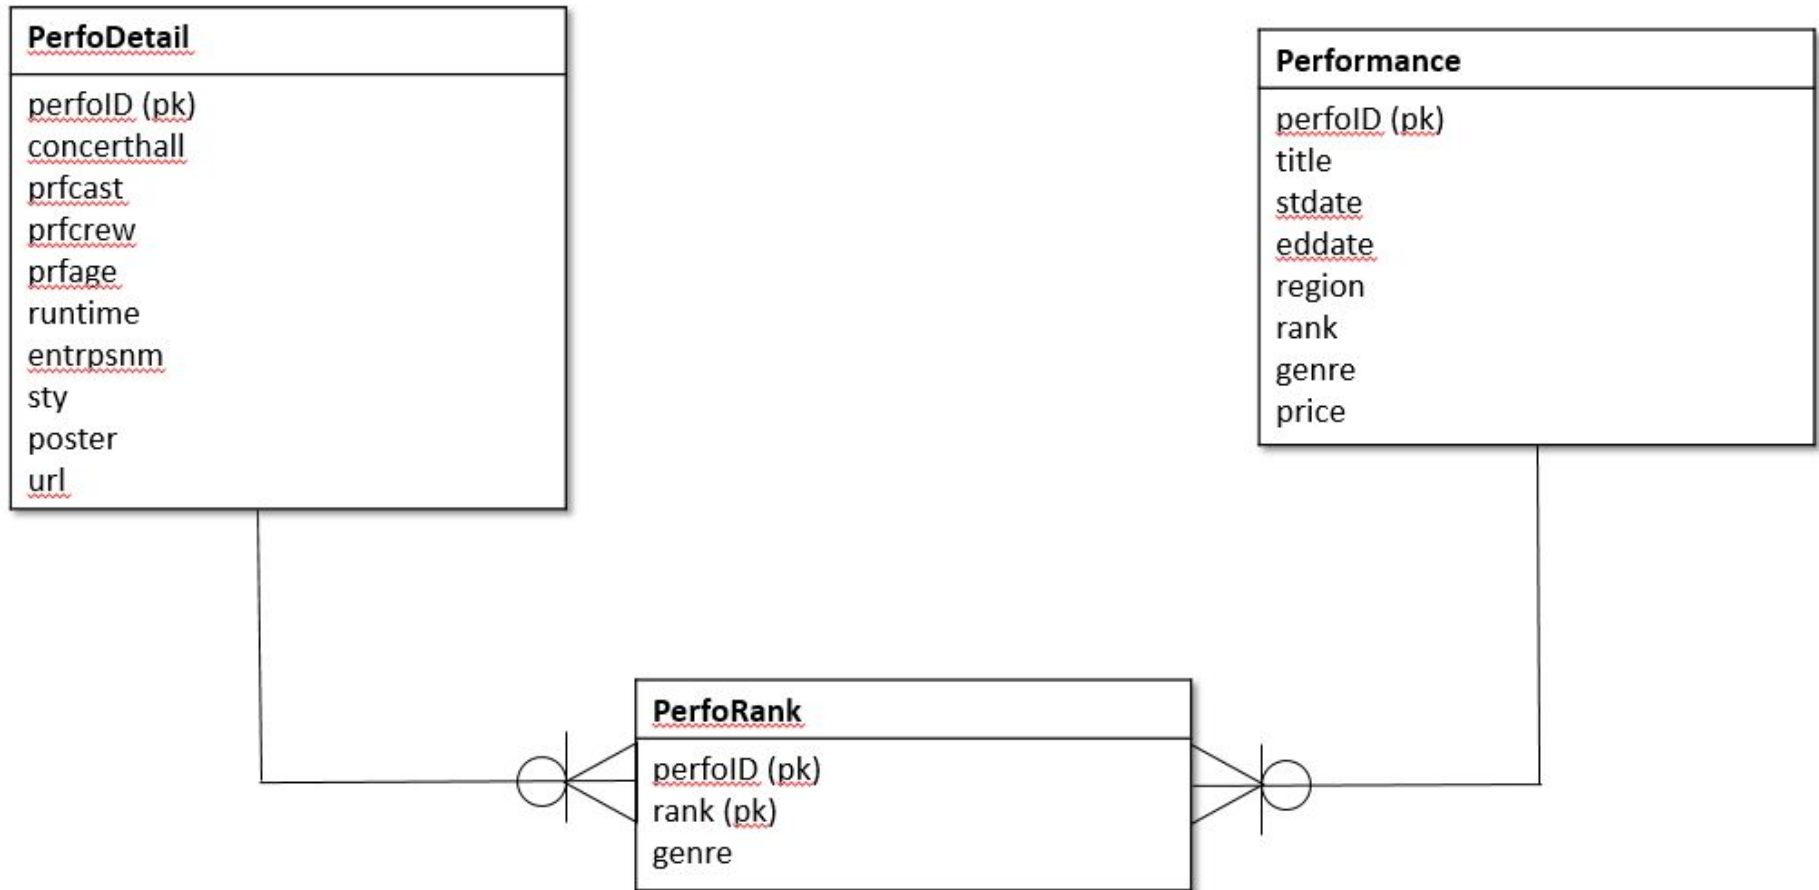 PerfoDetail
perfoID (pk)
concerthall
prfcast
prfcrew
prfage
runtime
entrpsnm
sty
poster
url
Performance
perfoID (pk)
title
stdate
eddate
region
rank
genre
price
PerfoRank
perfoID (pk)
rank (pk)
genre